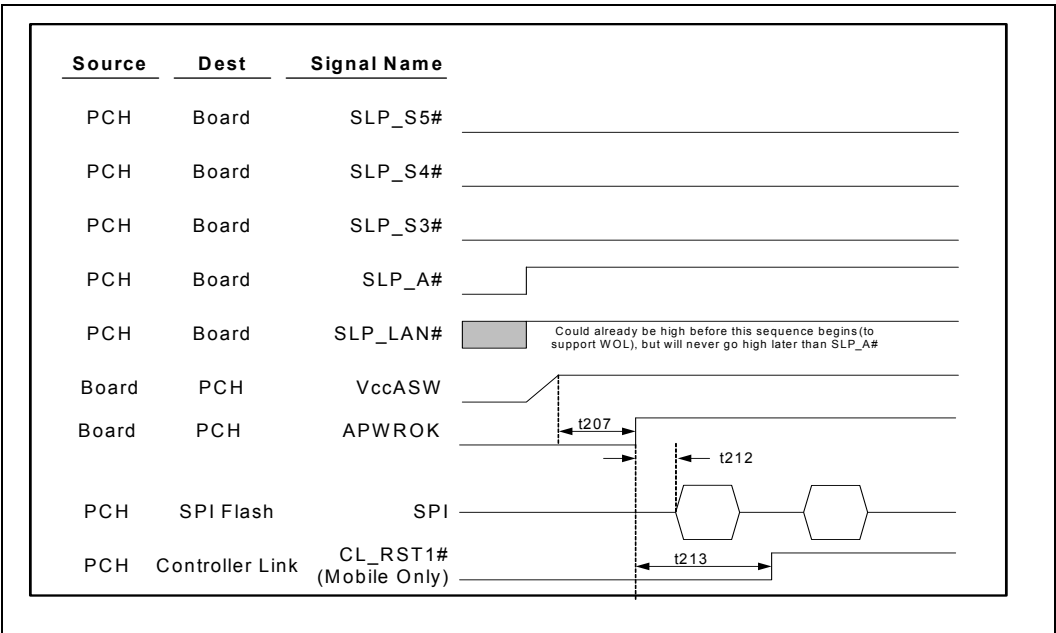 Source Dest Signal Name
PCH Board SLP_S5#
PCH Board SLP_S4#
PCH Board SLP_S3#
PCH Board SLP_A#
PCH Board SLP_LAN# Could already be high before this sequence begins (to
support WOL), but will never go high later than SLP_A#
Board PCH VccASW
Board PCH APWROK t207
t212
PCH SPI Flash SPI
PCH Controller Link CL_RST1#
(Mobile Only) t213